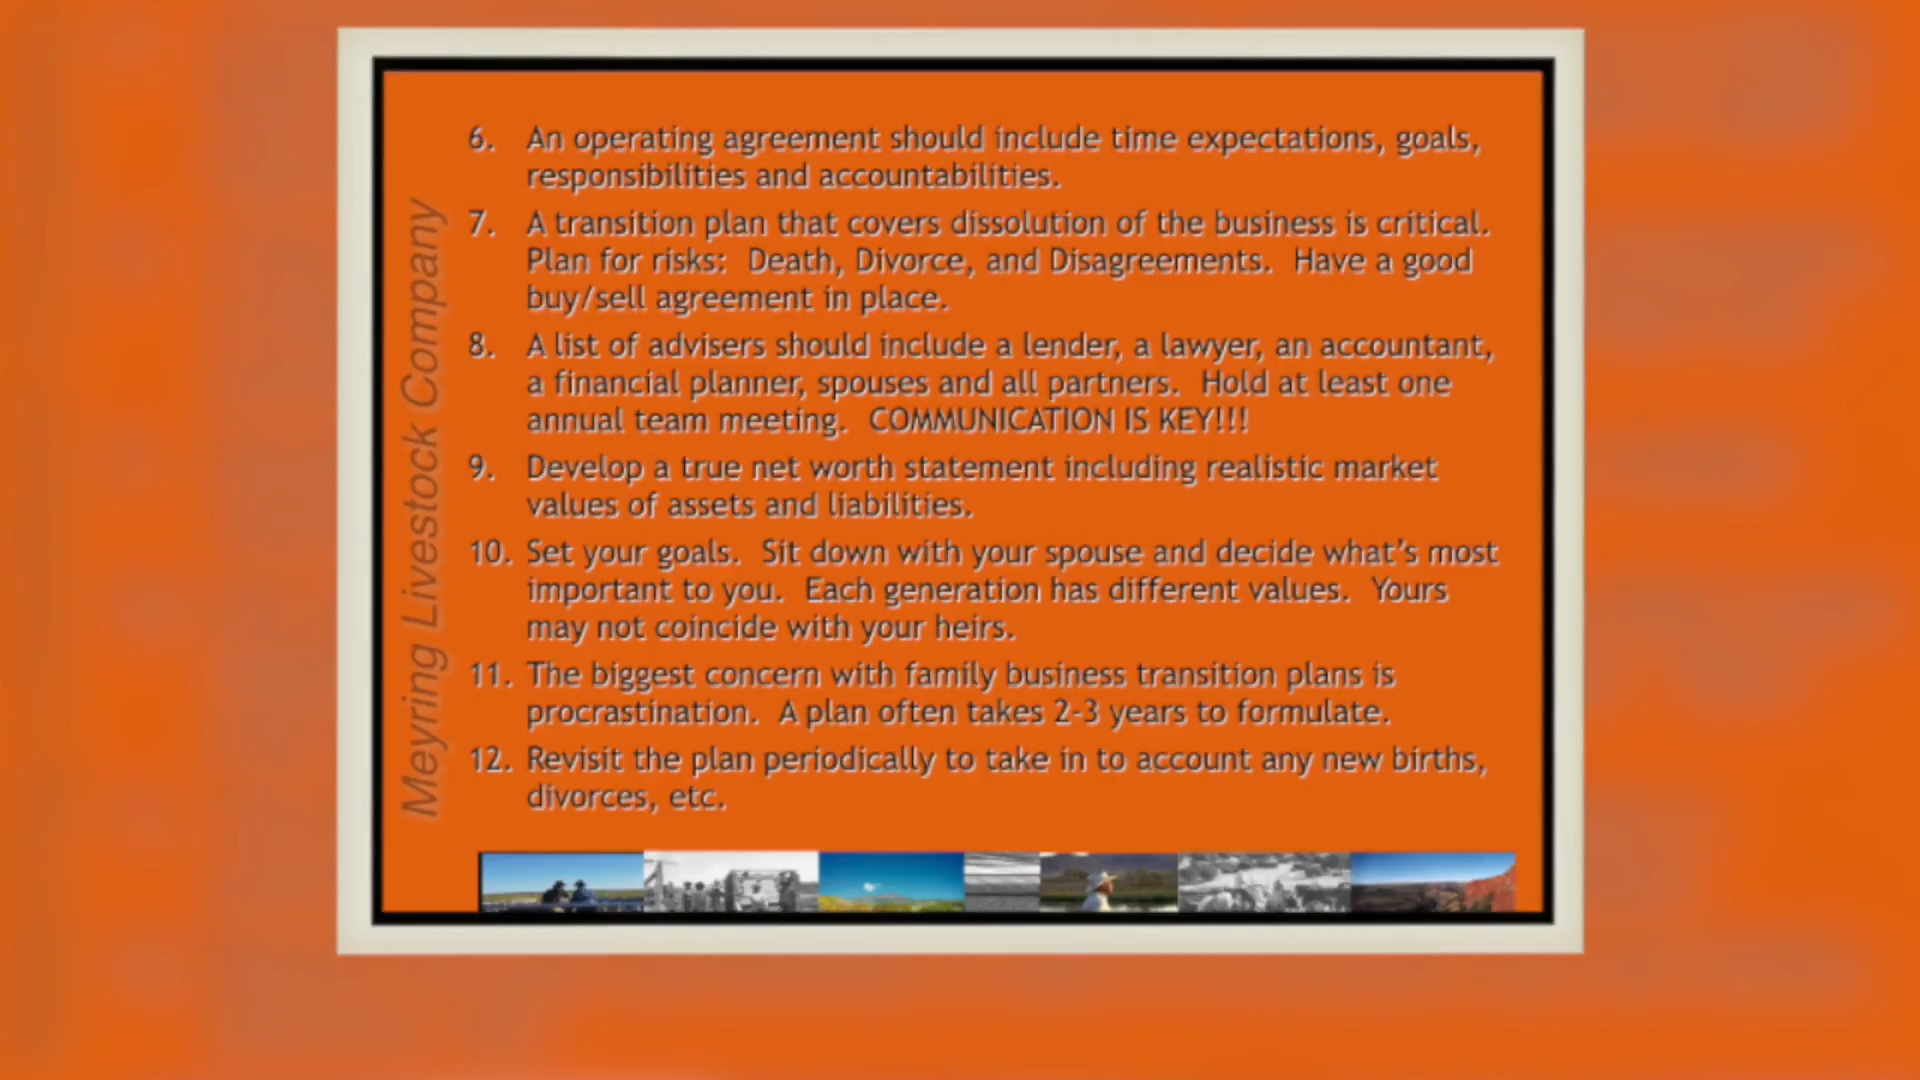 Meyring Livestock Company
6. An operating agreement should include time expectations, goals,
responsibilities and accountabilities.
7. A transition plan that covers dissolution of the business is critical.
Plan for risks: Death, Divorce, and Disagreements. Have a good
buy/sell agreement in place.
8. A list of advisers should include a lender, a lawyer, an accountant,
a financial planner, spouses and all partners. Hold at least one
annual team meeting. COMMUNICATION IS KEY!!!
9. Develop a true net worth statement including realistic market
values of assets and liabilities.
10. Set your goals. Sit down with your spouse and decide what's most
important to you. Each generation has different values. Yours
may not coincide with your heirs.
11. The biggest concern with family business transition plans is
procrastination. A plan often takes 2-3 years to formulate.
12. Revisit the plan periodically to take in to account any new births,
divorces, etc.